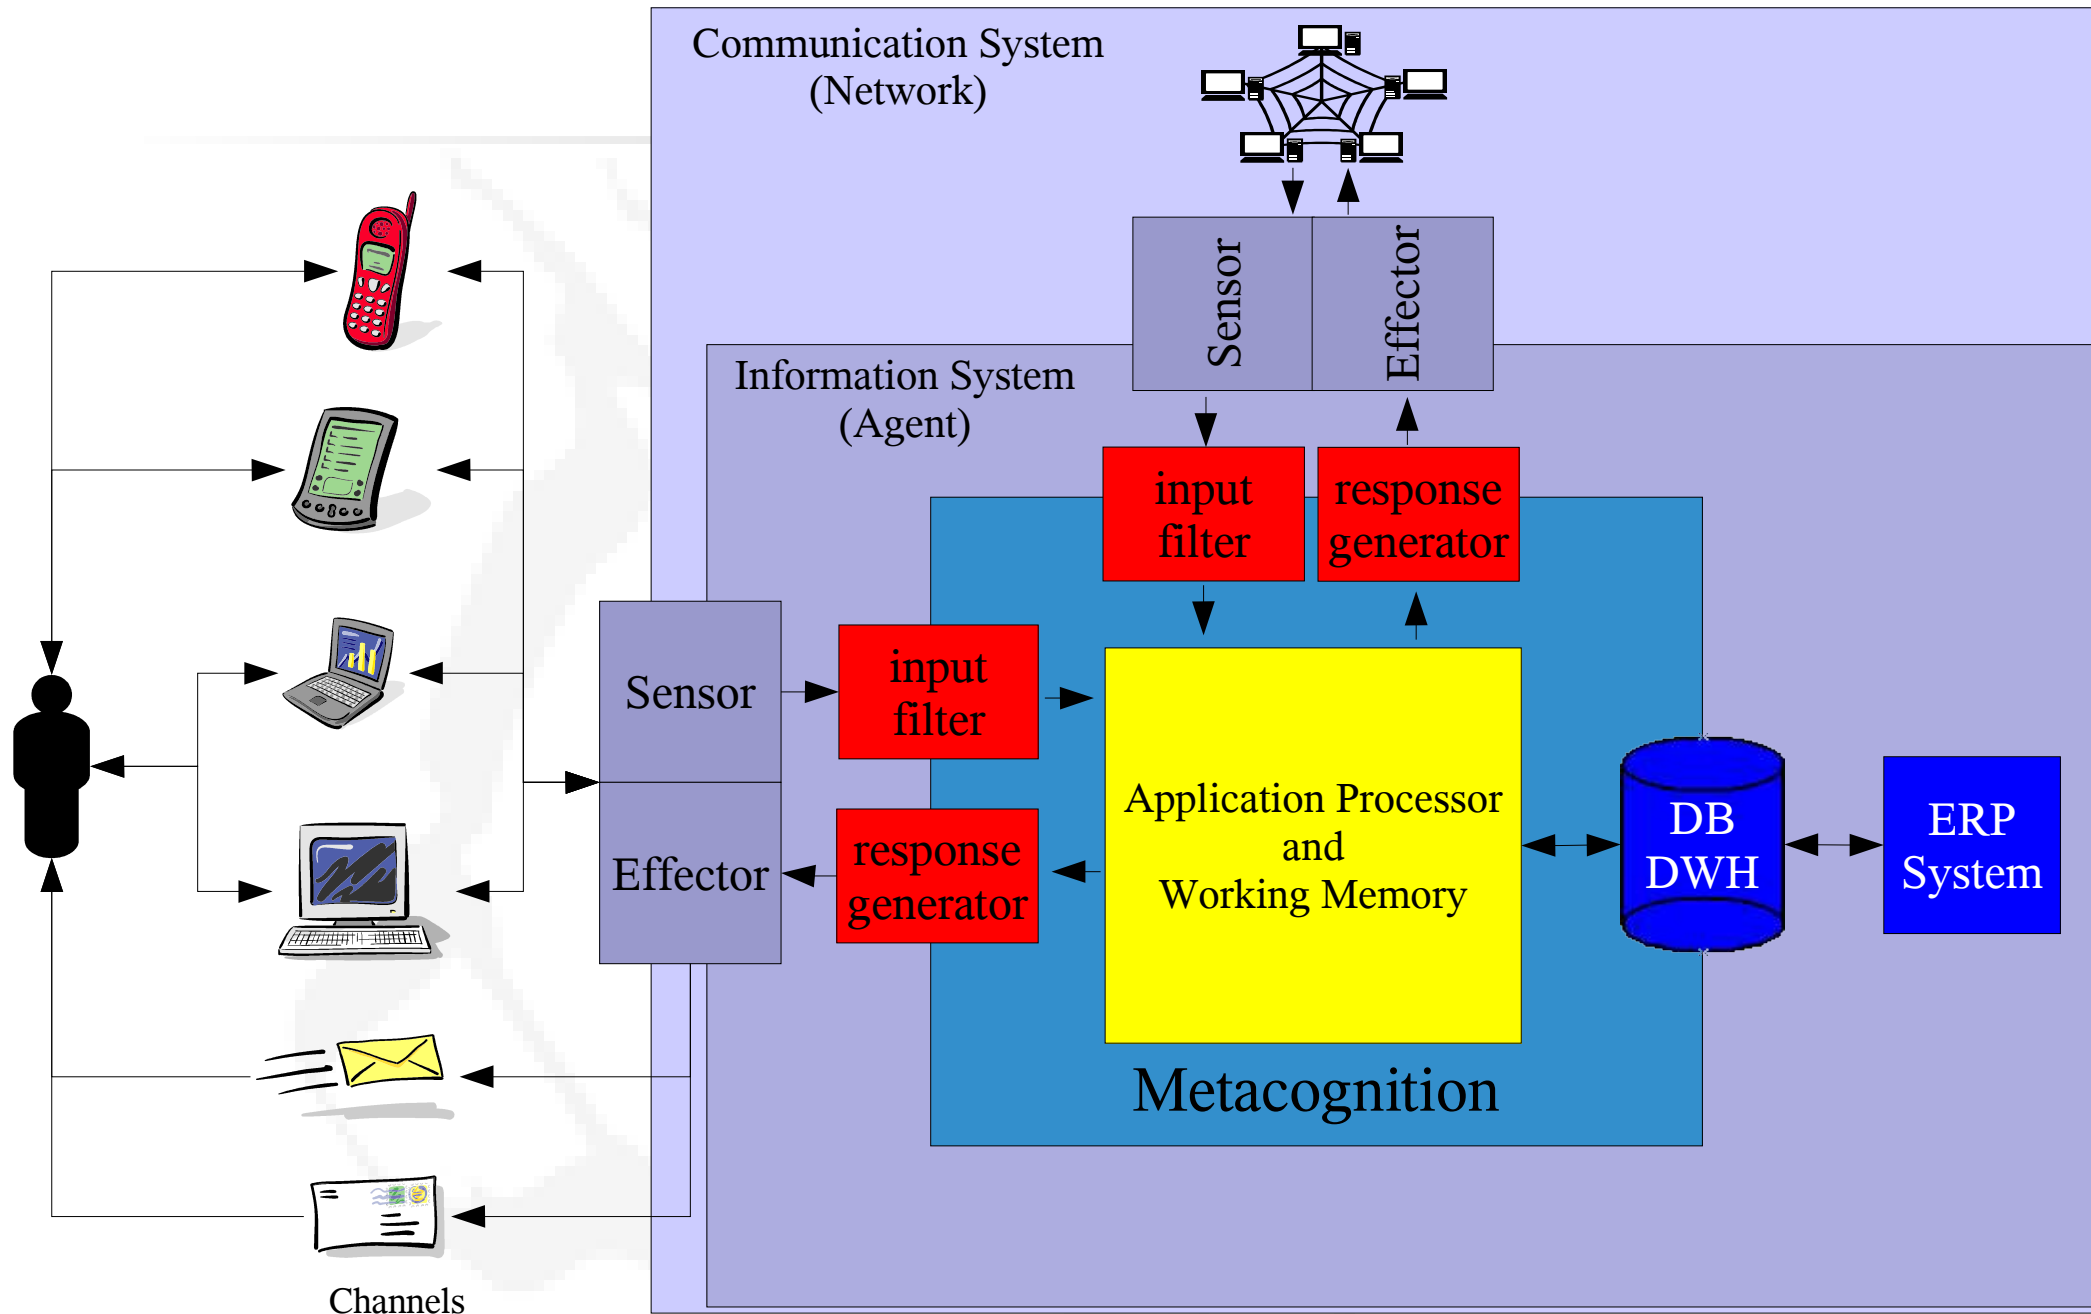 Communication System
(Network)
Sensor
Effector
Information System
(Agent)
input
filter
response
generator
Sensor
input
filter
Effector
response
generator
Application Processor
and
Working Memory
DB
DWH
ERP
System
Metacognition
Channels